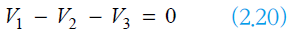 V₁ − V₂ − V₃ = 0 (2.20)